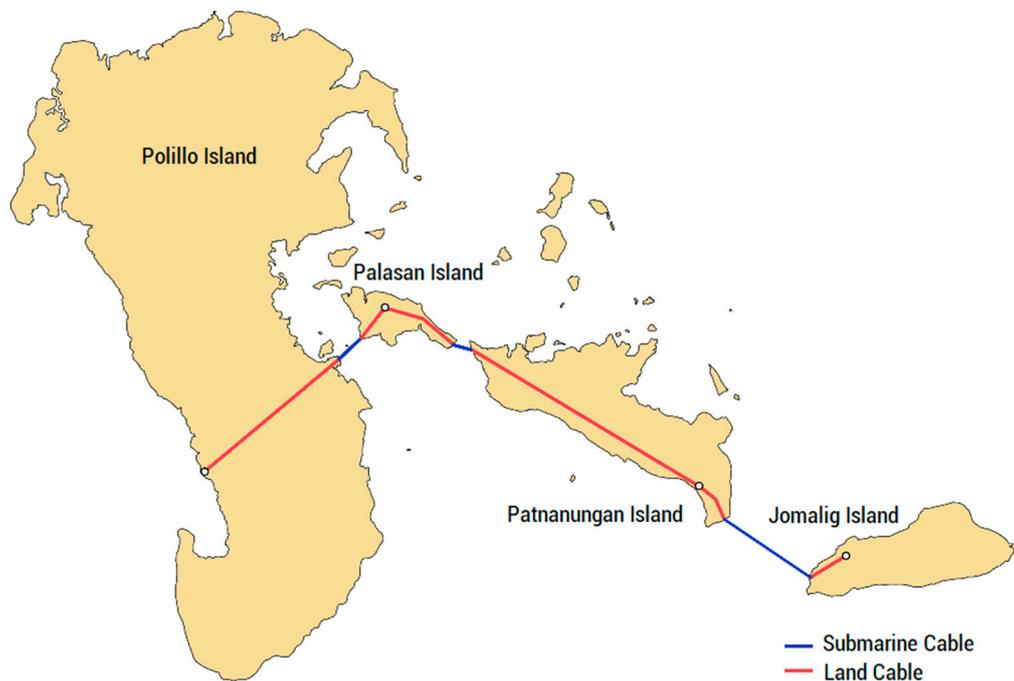 Polillo Island
Palasan Island
Patnanungan Island
Jomalig Island
Submarine Cable
Land Cable